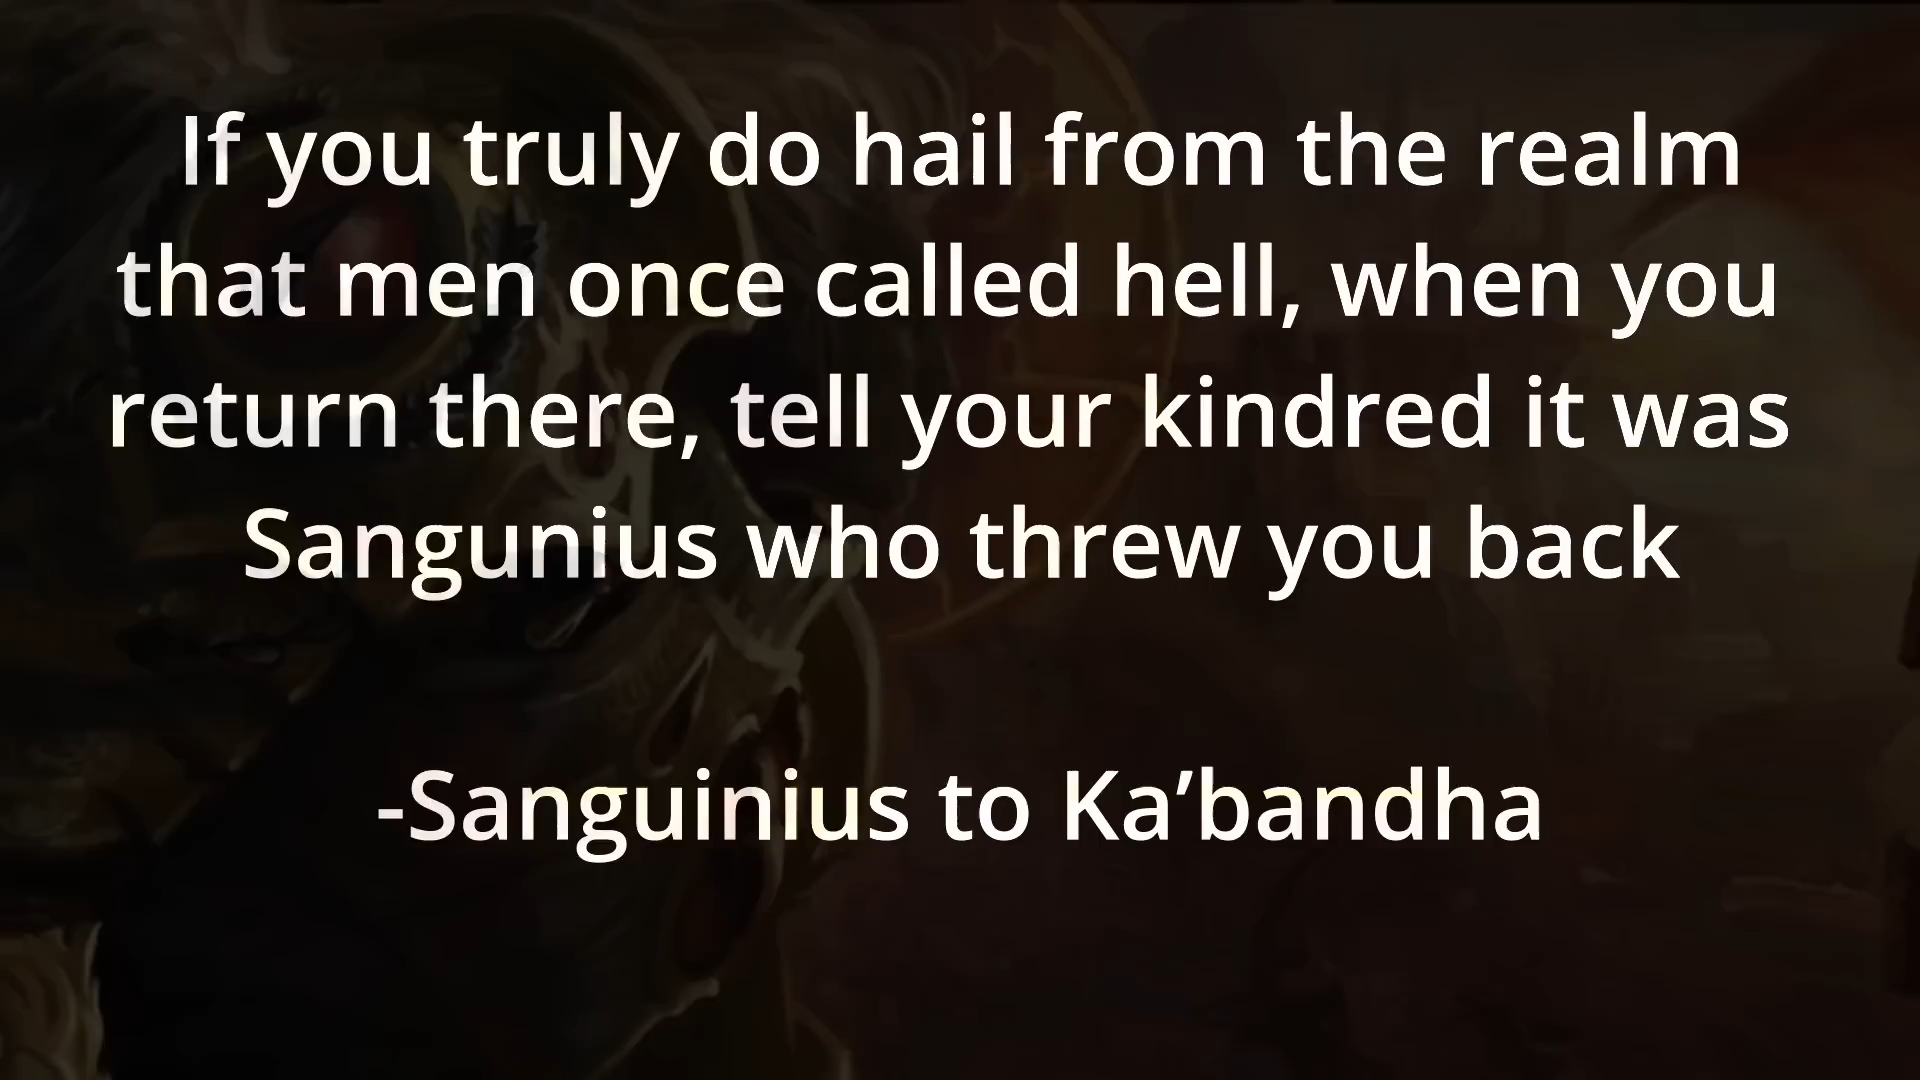 If you truly do hail from the realm
that men once called hell, when you
return there, tell your kindred it was
Sangunius who threw you back
-Sanguinius to Ka’bandha